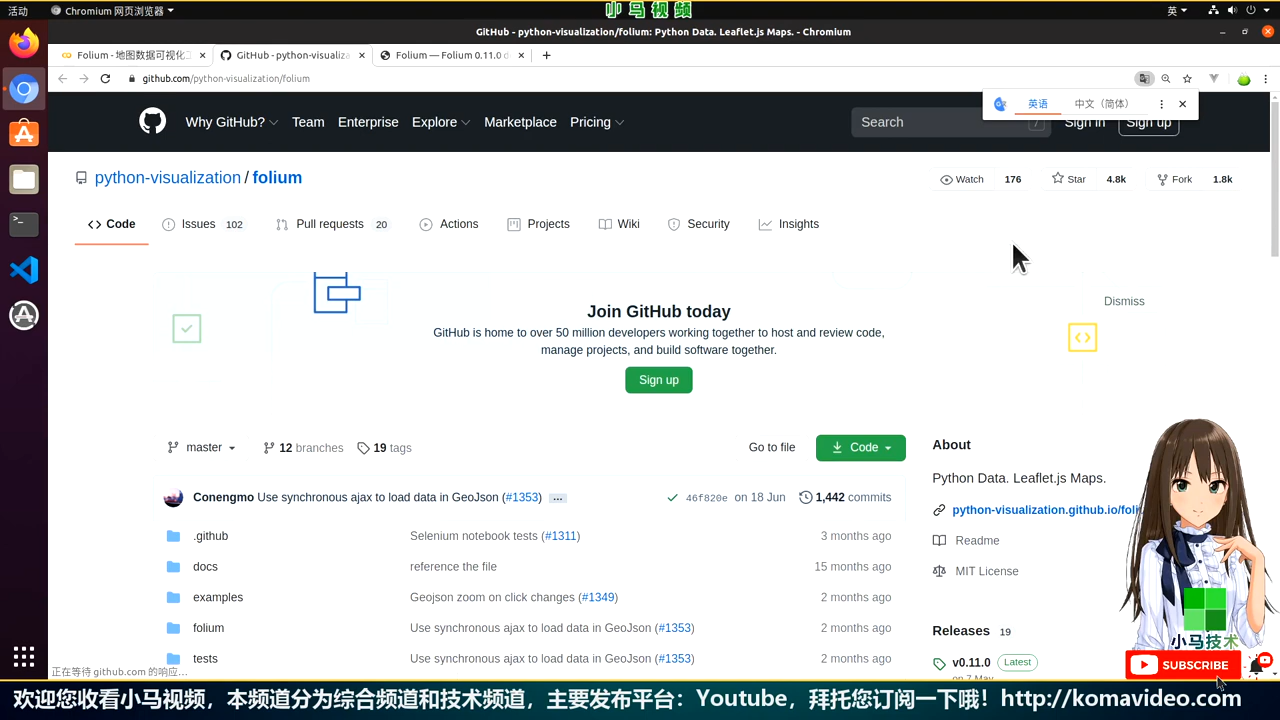 活动
Chromium 网页浏览器
小马视频
英
GitHub - python-visualization/folium: Python Data. Leaflet.js Maps. - Chromium
Folium - 地图数据可视化
GitHub - python-visualiza
Folium — Folium 0.11.0 d
github.com/python-visualization/folium
英语
中文（简体）
Why GitHub?
Team
Enterprise
Explore
Marketplace
Pricing
Search
/
Sign in
Sign up
python-visualization / folium
Watch 176
Star 4.8k
Fork 1.8k
Code
Issues 102
Pull requests 20
Actions
Projects
Wiki
Security
Insights
Join GitHub today
Dismiss
GitHub is home to over 50 million developers working together to host and review code,
manage projects, and build software together.
Sign up
master
12 branches
19 tags
Go to file
Code
About
Python Data. Leaflet.js Maps.
Conengmo Use synchronous ajax to load data in GeoJson (#1353) ...
46f820e on 18 Jun
1,442 commits
python-visualization.github.io/foli
.github Selenium notebook tests (#1311) 3 months ago
Readme
docs reference the file 15 months ago
MIT License
examples Geojson zoom on click changes (#1349) 2 months ago
folium Use synchronous ajax to load data in GeoJson (#1353) 2 months ago
Releases 19
tests Use synchronous ajax to load data in GeoJson (#1353) 2 months ago
v0.11.0 Latest
on 7 May
小马技术
SUBSCRIBE
正在等待 github.com 的响应...
欢迎您收看小马视频，本频道分为综合频道和技术频道，主要发布平台：Youtube，拜托您订阅一下哦！http://komavideo.com